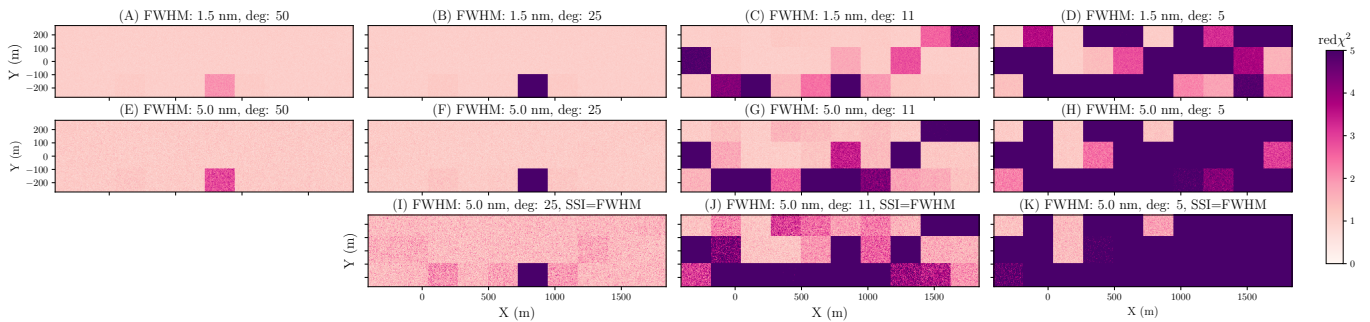 (A) FWHM: 1.5 nm, deg: 50
(B) FWHM: 1.5 nm, deg: 25
(C) FWHM: 1.5 nm, deg: 11
(D) FWHM: 1.5 nm, deg: 5
redχ²
Y (m)
200
100
0
−100
−200
5
4
3
2
1
0
(E) FWHM: 5.0 nm, deg: 50
(F) FWHM: 5.0 nm, deg: 25
(G) FWHM: 5.0 nm, deg: 11
(H) FWHM: 5.0 nm, deg: 5
Y (m)
200
100
0
−100
−200
(I) FWHM: 5.0 nm, deg: 25, SSI=FWHM
(J) FWHM: 5.0 nm, deg: 11, SSI=FWHM
(K) FWHM: 5.0 nm, deg: 5, SSI=FWHM
Y (m)
0 500 1000 1500
0 500 1000 1500
0 500 1000 1500
X (m)
X (m)
X (m)